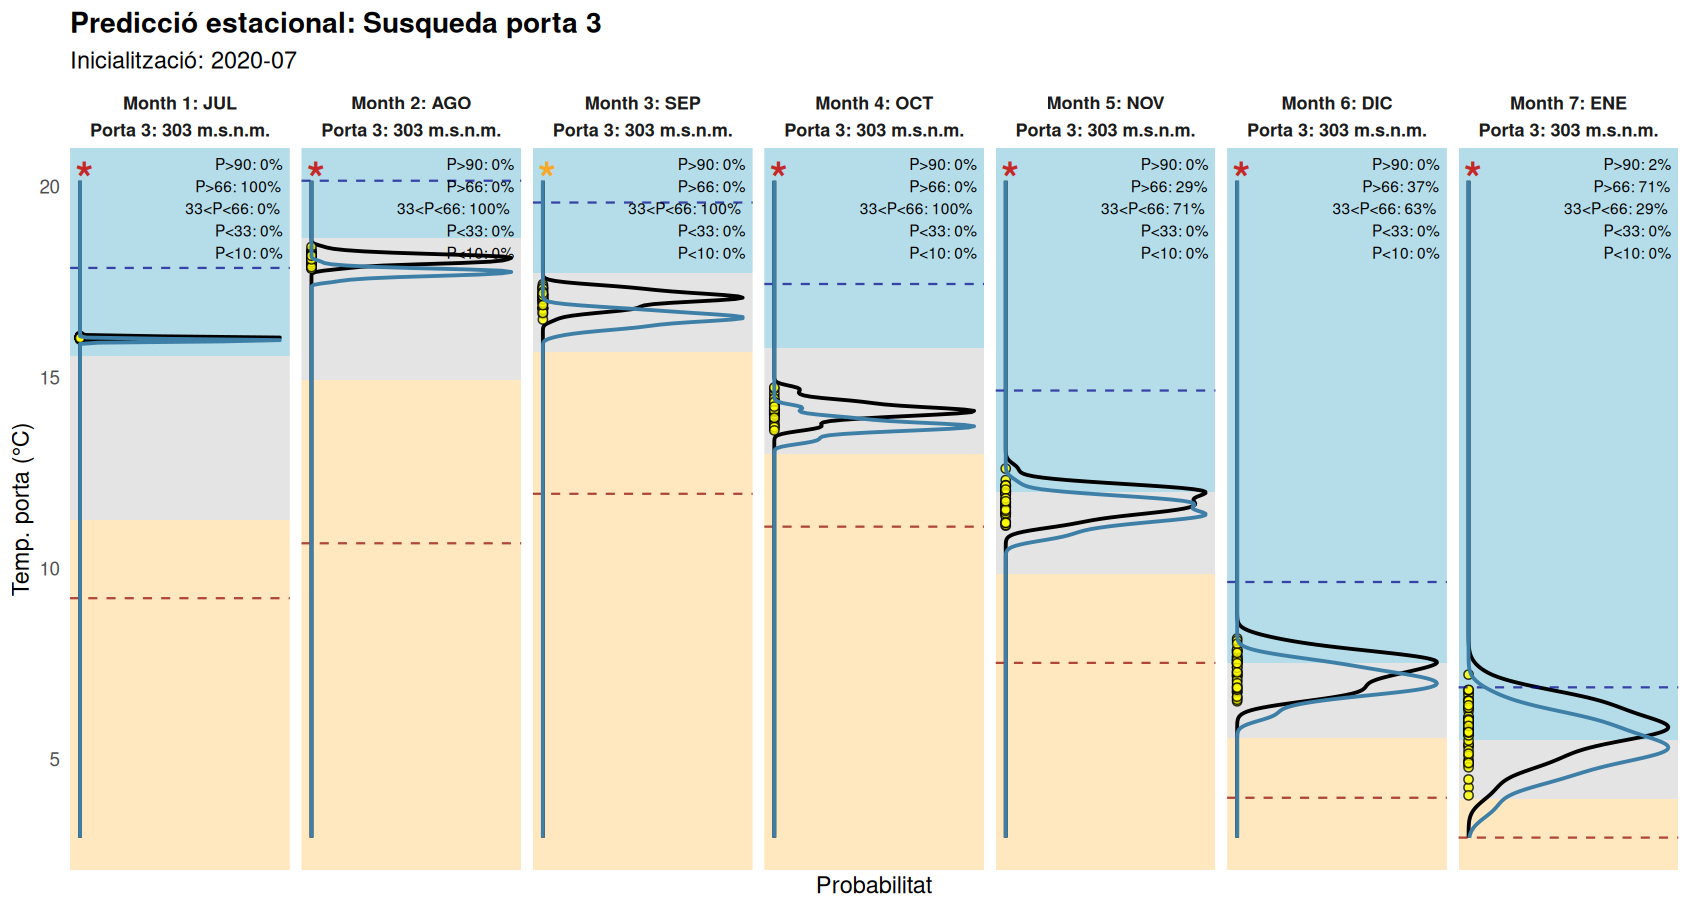 Predicció estacional: Susqueda porta 3
Inicialització: 2020-07
Month 1: JUL
Porta 3: 303 m.s.n.m.
Month 2: AGO
Porta 3: 303 m.s.n.m.
Month 3: SEP
Porta 3: 303 m.s.n.m.
Month 4: OCT
Porta 3: 303 m.s.n.m.
Month 5: NOV
Porta 3: 303 m.s.n.m.
Month 6: DIC
Porta 3: 303 m.s.n.m.
Month 7: ENE
Porta 3: 303 m.s.n.m.
*
P>90: 0%
P>66: 100%
33<P<66: 0%
P<33: 0%
P<10: 0%
*
P>90: 0%
P>66: 0%
33<P<66: 100%
P<33: 0%
P<10: 0%
*
P>90: 0%
P>66: 0%
33<P<66: 100%
P<33: 0%
P<10: 0%
*
P>90: 0%
P>66: 0%
33<P<66: 100%
P<33: 0%
P<10: 0%
*
P>90: 0%
P>66: 29%
33<P<66: 71%
P<33: 0%
P<10: 0%
*
P>90: 0%
P>66: 37%
33<P<66: 63%
P<33: 0%
P<10: 0%
*
P>90: 2%
P>66: 71%
33<P<66: 29%
P<33: 0%
P<10: 0%
20
15
10
5
Temp. porta (°C)
Probabilitat